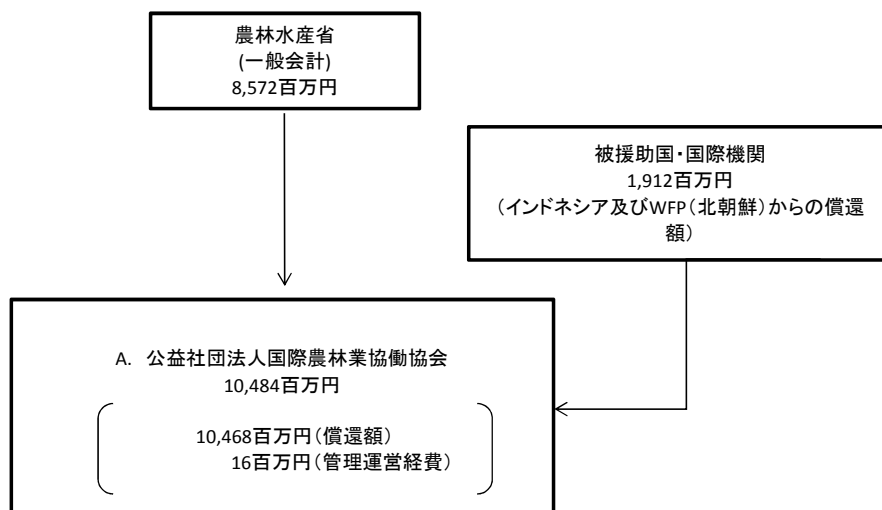 農林水産省
(一般会計)
8,572百万円
被援助国・国際機関
1,912百万円
（インドネシア及びWFP（北朝鮮）からの償還
額）
A. 公益社団法人国際農林業協働協会
10,484百万円
10,468百万円（償還額）
16百万円（管理運営経費）